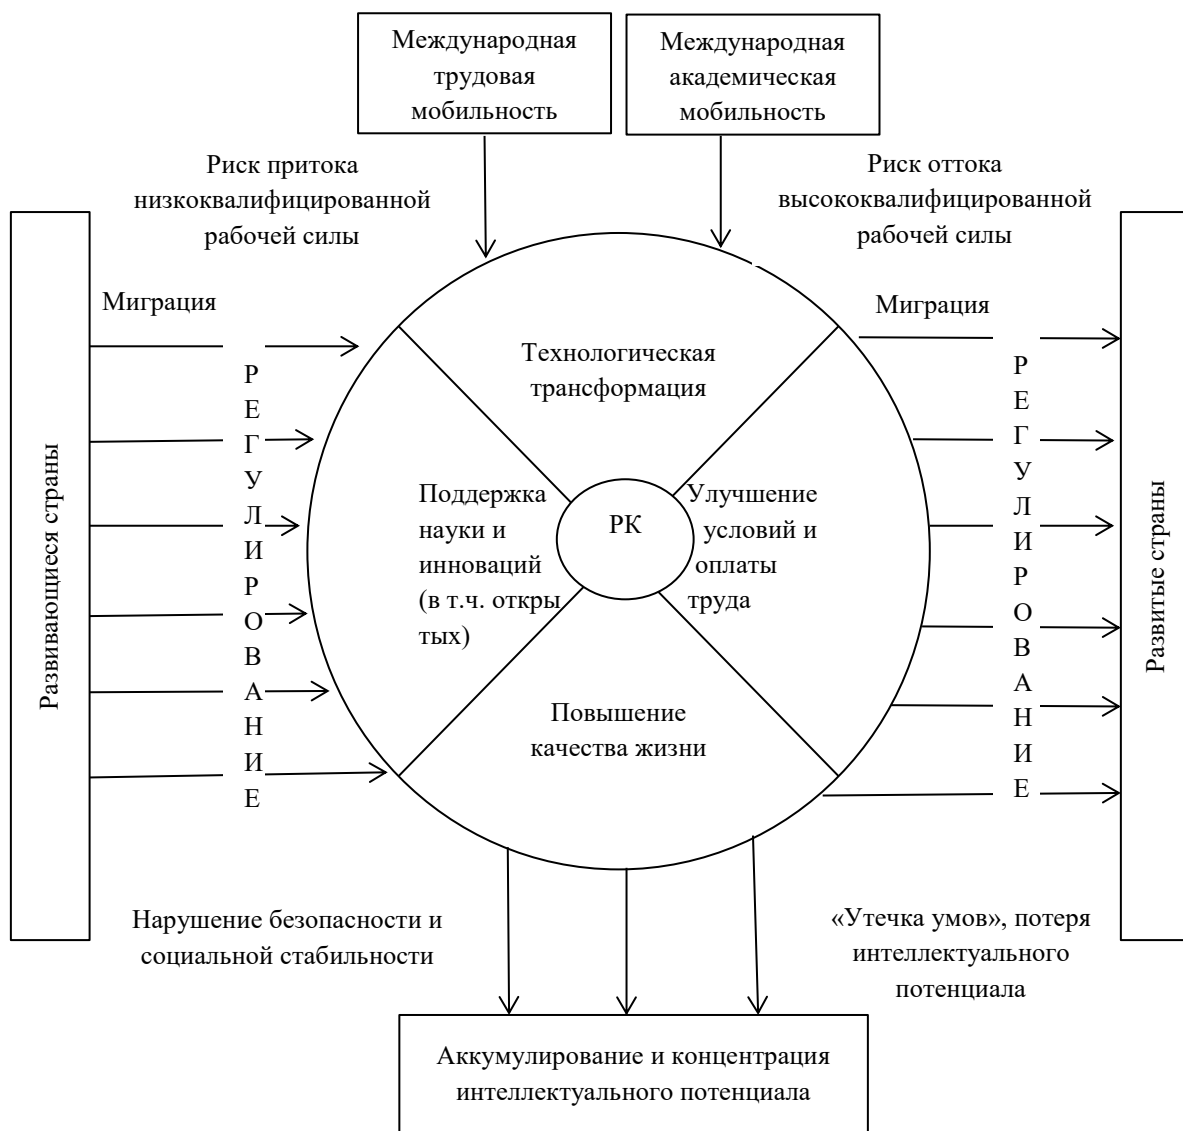 Международная
трудовая
мобильность
Международная
академическая
мобильность
Риск притока
низкоквалифицированной
рабочей силы
Риск оттока
высококвалифицированной
рабочей силы
Миграция
Миграция
Развивающиеся страны
РЕГУЛИРОВАНИЕ
Технологическая
трансформация
Поддержка
науки и
инноваций
(в т.ч. откры
тых)
РК
Улучшение
условий и
оплаты
труда
Повышение
качества жизни
РЕГУЛИРОВАНИЕ
Развитые страны
Нарушение безопасности и
социальной стабильности
«Утечка умов», потеря
интеллектуального
потенциала
Аккумулирование и концентрация
интеллектуального потенциала